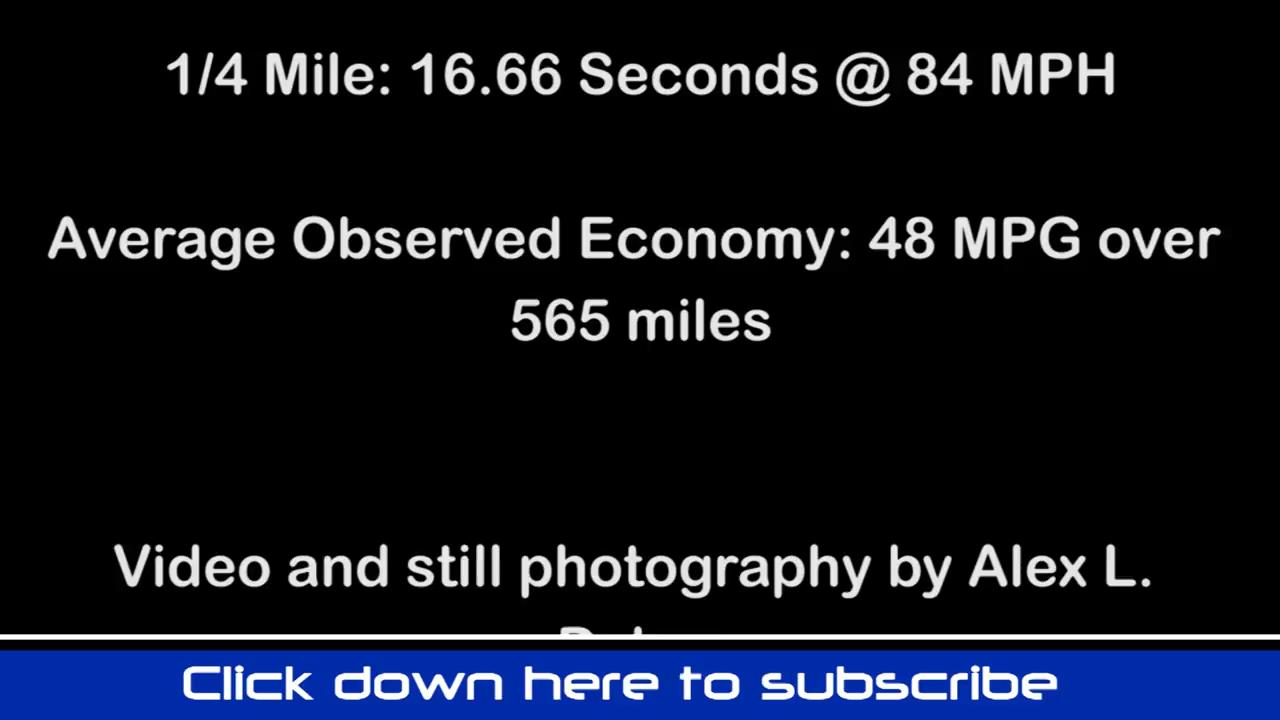 1/4 Mile: 16.66 Seconds @ 84 MPH
Average Observed Economy: 48 MPG over
565 miles
Video and still photography by Alex L.
Click down here to subscribe